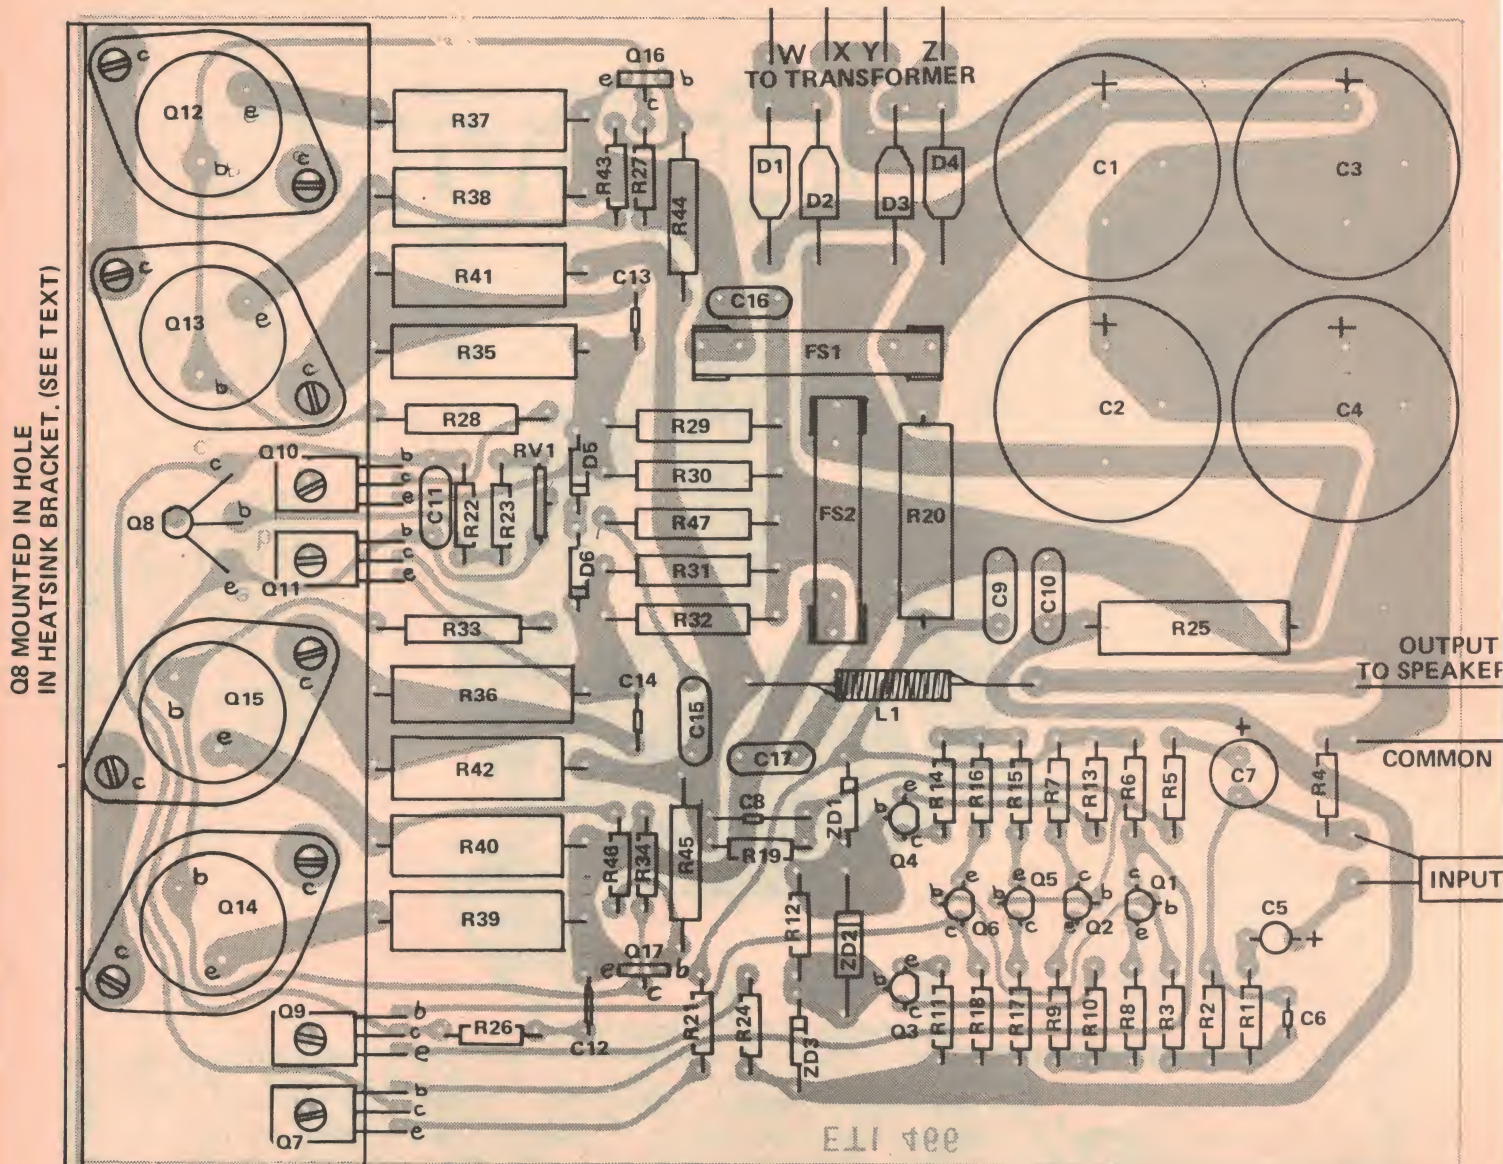 Q8 MOUNTED IN HOLE
IN HEATSINK BRACKET. (SEE TEXT)
W X Y Z
TO TRANSFORMER
Q16
e b
c
c
Q12
e
b
c
R37
R38
R43
R27
R44
D1
D2
D3
D4
C1
C3
+
+
c
Q13
e
b
c
R41
C13
R35
C16
FS1
+
+
C2
C4
R28
R29
RV1
D5
R30
Q10
b
c
e
C11
R22
R23
R47
FS2
R20
Q8
c
b
e
Q11
b
c
e
D6
R31
C9
C10
R32
R33
R25
OUTPUT
TO SPEAKER
c
Q15
b
e
c
R36
C14
C15
L1
COMMON
R42
C17
R14
R16
R15
R7
R13
R6
R5
+
C7
R4
C8
ZD1
e
b
c
Q4
R40
R46
R34
R45
R19
c
b
Q14
e
c
INPUT
R39
R12
ZD2
b
e
c
Q6
e
Q5
c
c
b
Q2
e
c
Q1
b
e
C5
+
Q17
e b
c
b
e
c
Q3
R11
R18
R17
R9
R10
R8
R3
R2
R1
C6
Q9
b
c
e
R26
C12
R21
R24
ZD3
b
c
e
Q7
ETI 466